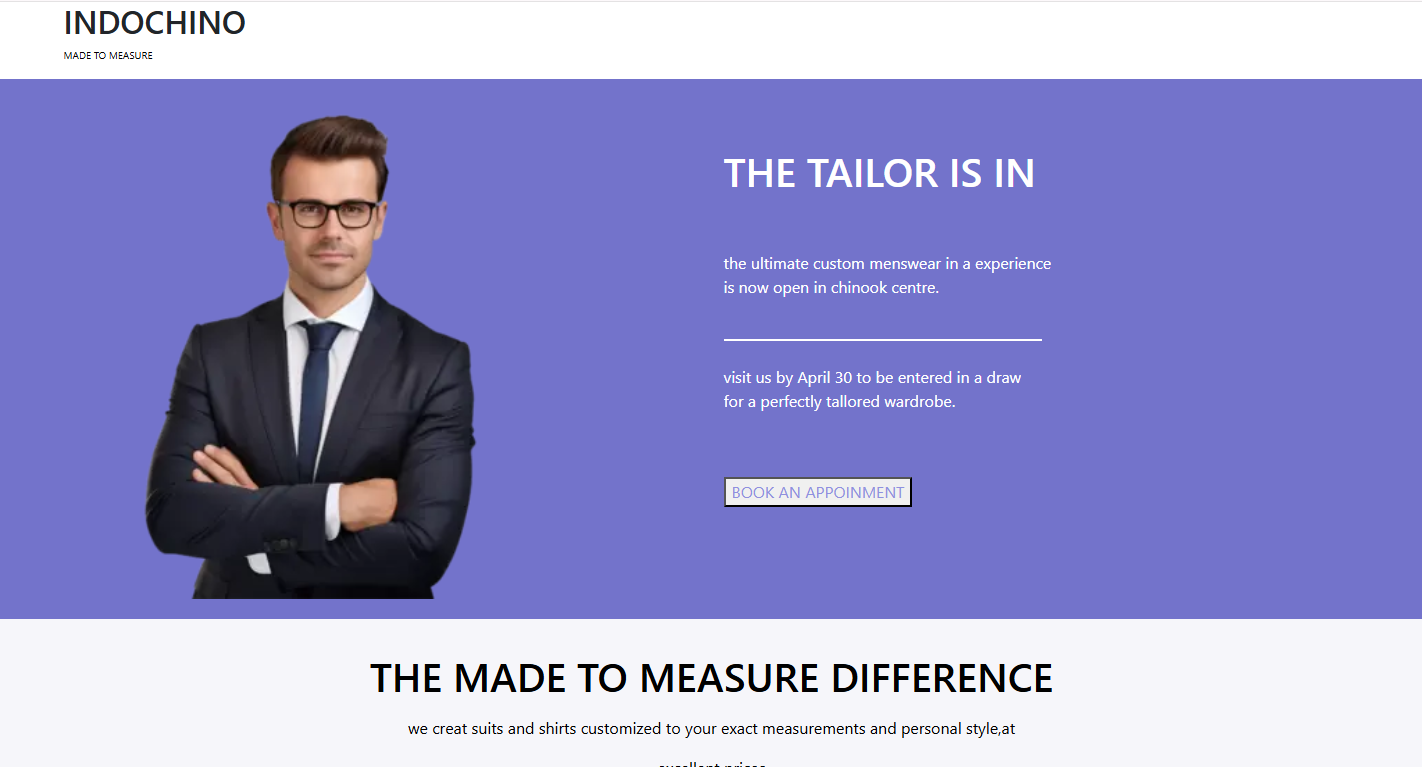 INDOCHINO
MADE TO MEASURE
THE TAILOR IS IN
the ultimate custom menswear in a experience
is now open in chinook centre.
visit us by April 30 to be entered in a draw
for a perfectly tallored wardrobe.
BOOK AN APPOINMENT
THE MADE TO MEASURE DIFFERENCE
we creat suits and shirts customized to your exact measurements and personal style,at
excellent prices